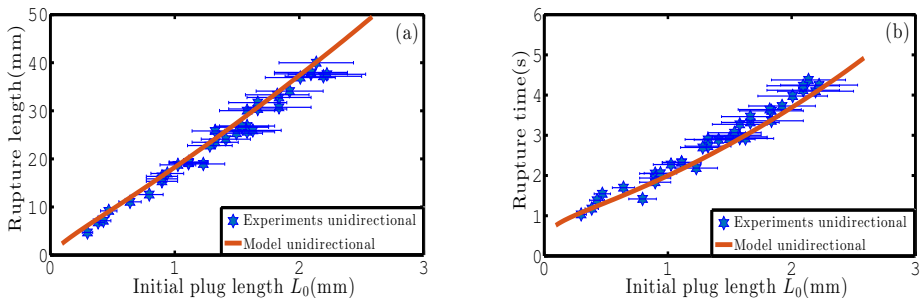 (a)
Rupture length(mm)
50
40
30
20
10
0
0
1
2
3
Initial plug length L₀(mm)
Experiments unidirectional
Model unidirectional
(b)
Rupture time(s)
6
5
4
3
2
1
0
0
1
2
3
Initial plug length L₀(mm)
Experiments unidirectional
Model unidirectional